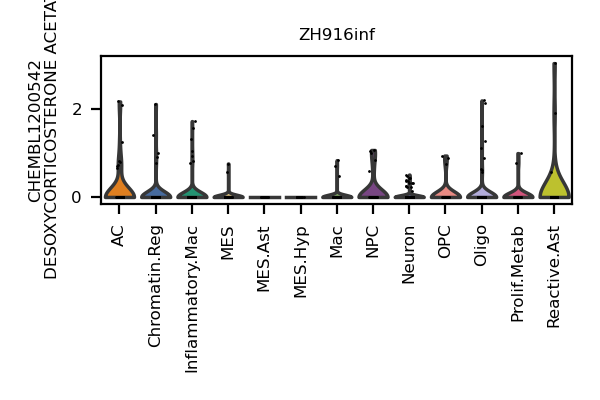 ZH916inf
CHEMBL1200542
DESOXYCORTICOSTERONE
2
0
AC
Chromatin.Reg
Inflammatory.Mac
MES
MES.Ast
MES.Hyp
Mac
NPC
Neuron
OPC
Oligo
Prolif.Metab
Reactive.Ast